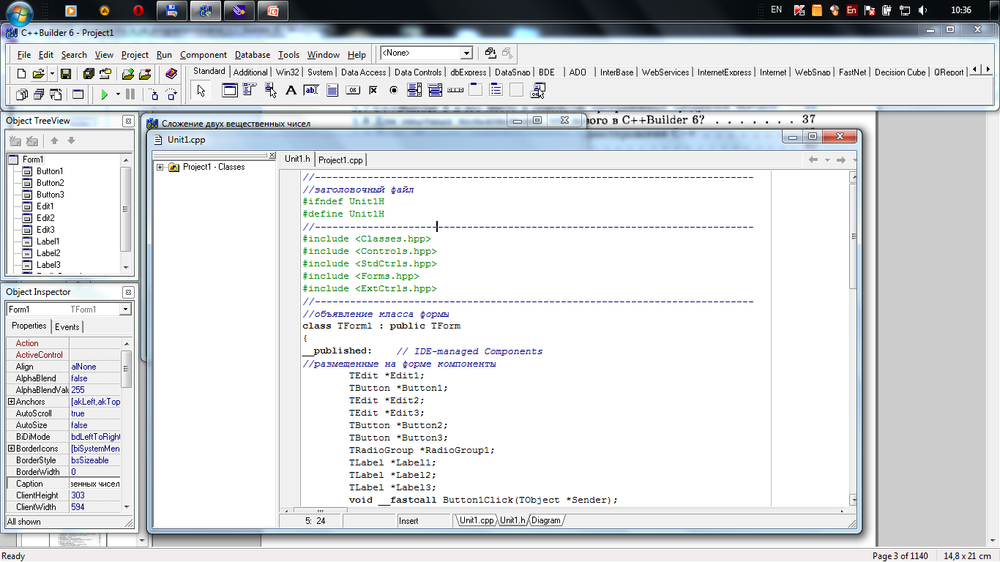 EN
En
10:36
C++Builder 6 - Project1
File Edit Search View Project Run Component Database Tools Window Help
<None>
Standard Additional Win32 System Data Access Data Controls dbExpress DataSnap BDE ADO InterBase WebServices InternetExpress Internet WebSnap FastNet Decision Cube QReport
Object TreeView
Form1
Button1
Button2
Button3
Edit1
Edit2
Edit3
Label1
Label2
Label3
Object Inspector
Form1 TForm1
Properties Events
Action
ActiveControl
Align alNone
AlphaBlend false
AlphaBlendValu 255
Anchors [akLeft,akTop
AutoScroll true
AutoSize false
BiDiMode bdLeftToRight
BorderIcons [biSystemMen
BorderStyle bsSizeable
BorderWidth 0
Caption зенных чисел
ClientHeight 303
ClientWidth 594
All shown
Сложение двух вещественных чисел
вого в C++Builder 6? . . . . . . . 37
Unit1.cpp
Project1 - Classes
Unit1.h Project1.cpp
//---------------------------------------------------------------------------
//заголовочный файл
#ifndef Unit1H
#define Unit1H
//---------------------------------------------------------------------------
#include <Classes.hpp>
#include <Controls.hpp>
#include <StdCtrls.hpp>
#include <Forms.hpp>
#include <ExtCtrls.hpp>
//---------------------------------------------------------------------------
//объявление класса формы
class TForm1 : public TForm
{
__published: // IDE-managed Components
//размещенные на форме компоненты
TEdit *Edit1;
TButton *Button1;
TEdit *Edit2;
TEdit *Edit3;
TButton *Button2;
TButton *Button3;
TRadioGroup *RadioGroup1;
TLabel *Label1;
TLabel *Label2;
TLabel *Label3;
void __fastcall Button1Click(TObject *Sender);
5: 24 Insert Unit1.cpp Unit1.h Diagram
Ready
Page 3 of 1140 14,8 x 21 cm